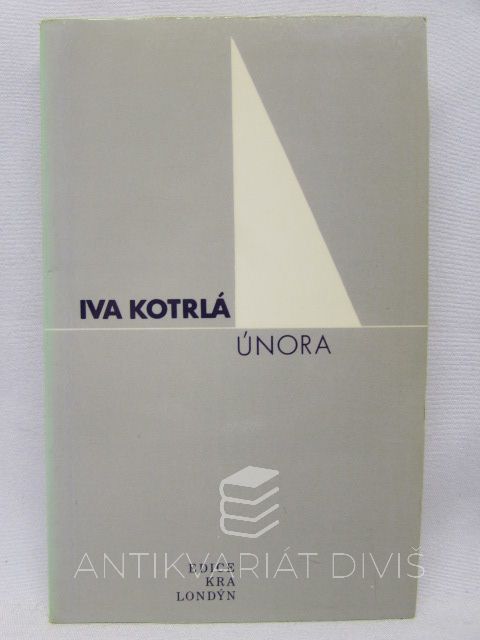 IVA KOTRLÁ
ÚNORA
ANTIKVARIÁT DIVIŠ
EDICE
KRA
LONDÝN